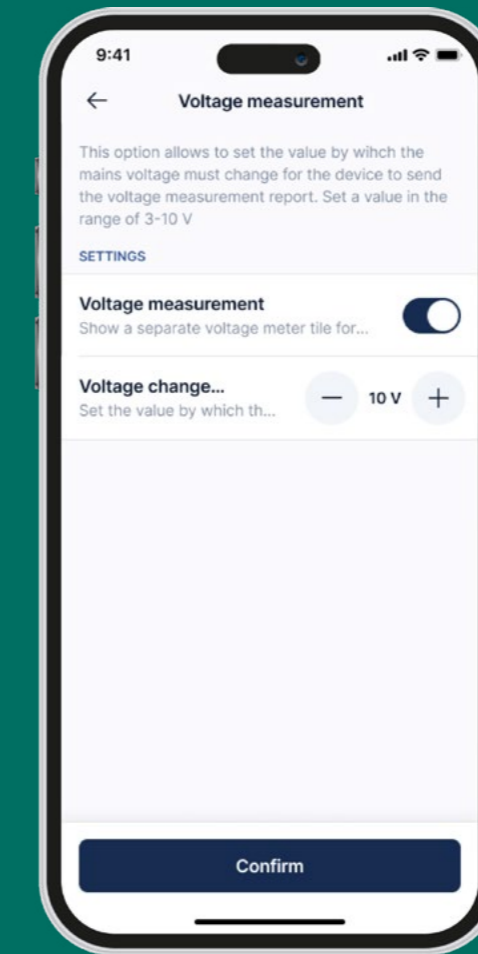 9:41
Voltage measurement
This option allows to set the value by wihch the
mains voltage must change for the device to send
the voltage measurement report. Set a value in the
range of 3-10 V
SETTINGS
Voltage measurement
Show a separate voltage meter tile for...
Voltage change...
Set the value by which th...
10 V
Confirm